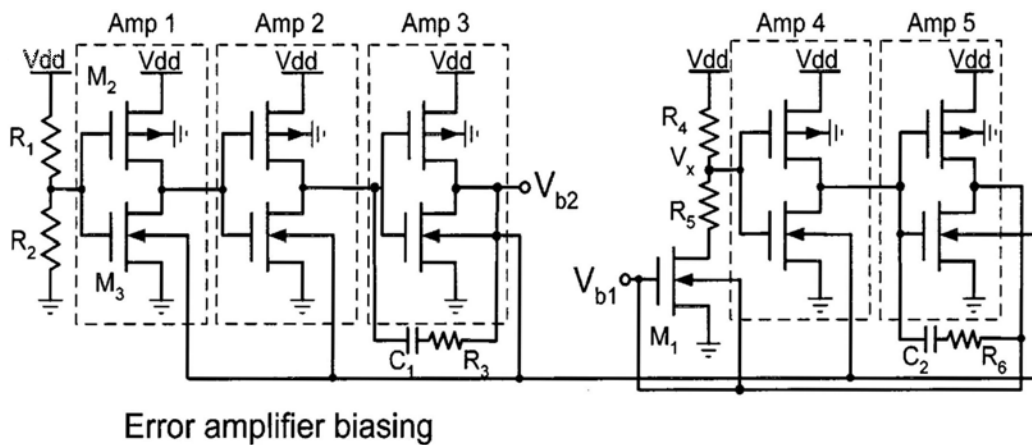 Amp 1 Amp 2 Amp 3 Amp 4 Amp 5
Vdd Vdd Vdd Vdd Vdd Vdd Vdd
M2
R1
R4
Vx
Vb2
R5
R2
M3
Vb1
M1
C1 R3
C2 R6
Error amplifier biasing